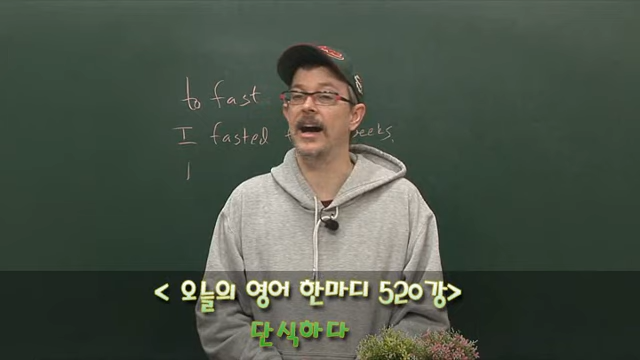 to fast
I fasted eeks,
I
< 오늘의 영어 한마디 520강>
단식하다